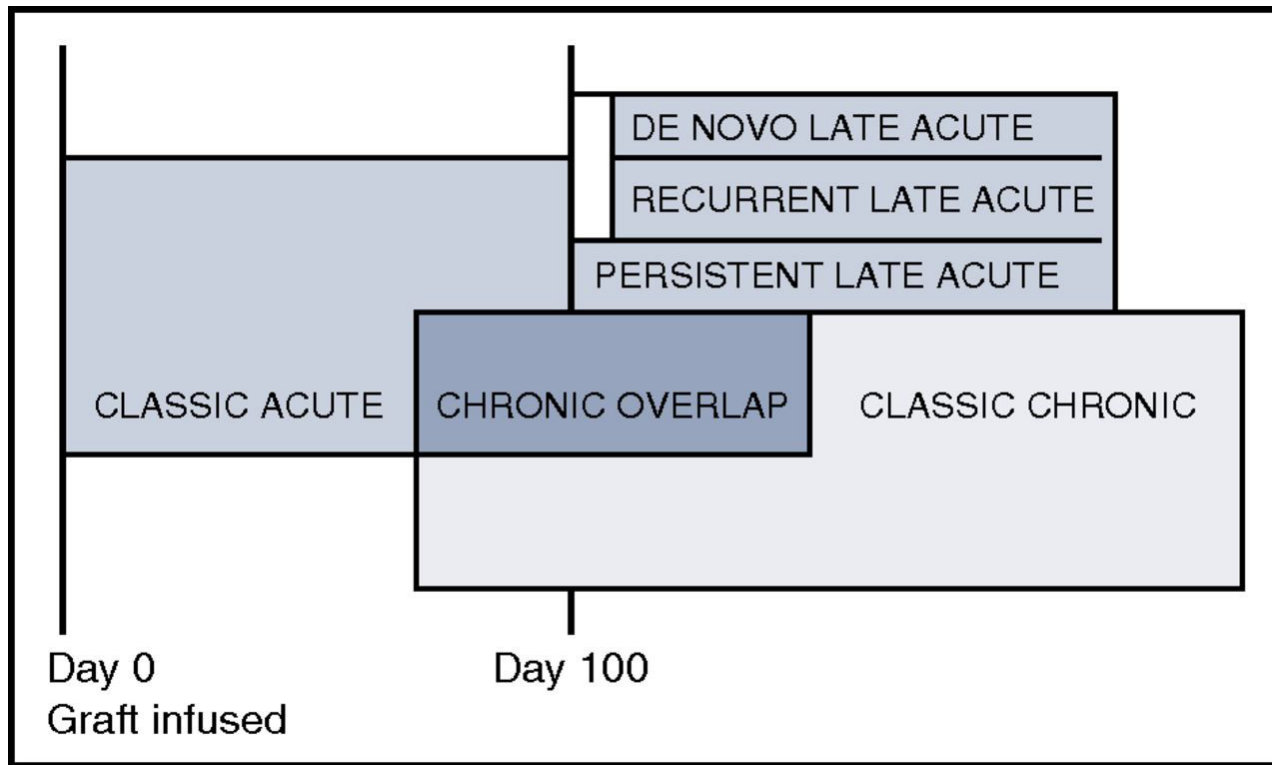 DE NOVO LATE ACUTE
RECURRENT LATE ACUTE
PERSISTENT LATE ACUTE
CLASSIC ACUTE
CHRONIC OVERLAP
CLASSIC CHRONIC
Day 0
Graft infused
Day 100